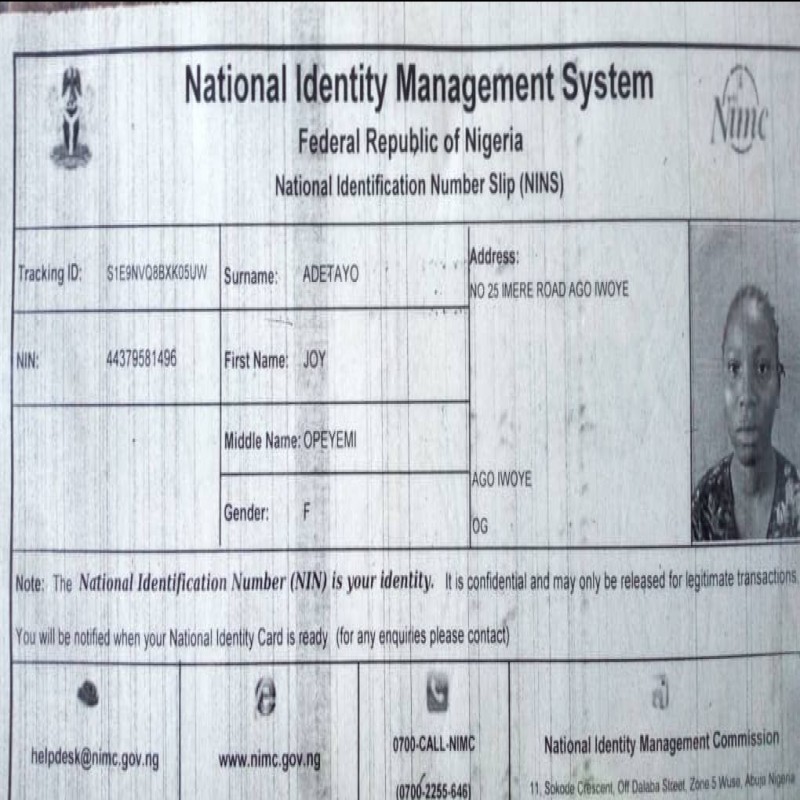 National Identity Management System
Federal Republic of Nigeria
National Identification Number Slip (NINS)
Nimc
Tracking ID: S1E9NVQ8BXK05UW
Surname: ADETAYO
Address:
NO 25 IMERE ROAD AGO IWOYE
NIN: 44379581496
First Name: JOY
Middle Name: OPEYEMI
AGO IWOYE
Gender: F
OG
Note: The National Identification Number (NIN) is your identity. It is confidential and may only be released for legitimate transactions.
You will be notified when your National Identity Card is ready (for any enquiries please contact)
helpdesk@nimc.gov.ng
www.nimc.gov.ng
0700-CALL-NIMC
(0700-2255-646)
National Identity Management Commission
11, Sokode Crescent, Off Dalaba Street, Zone 5 Wuse, Abuja Nigeria